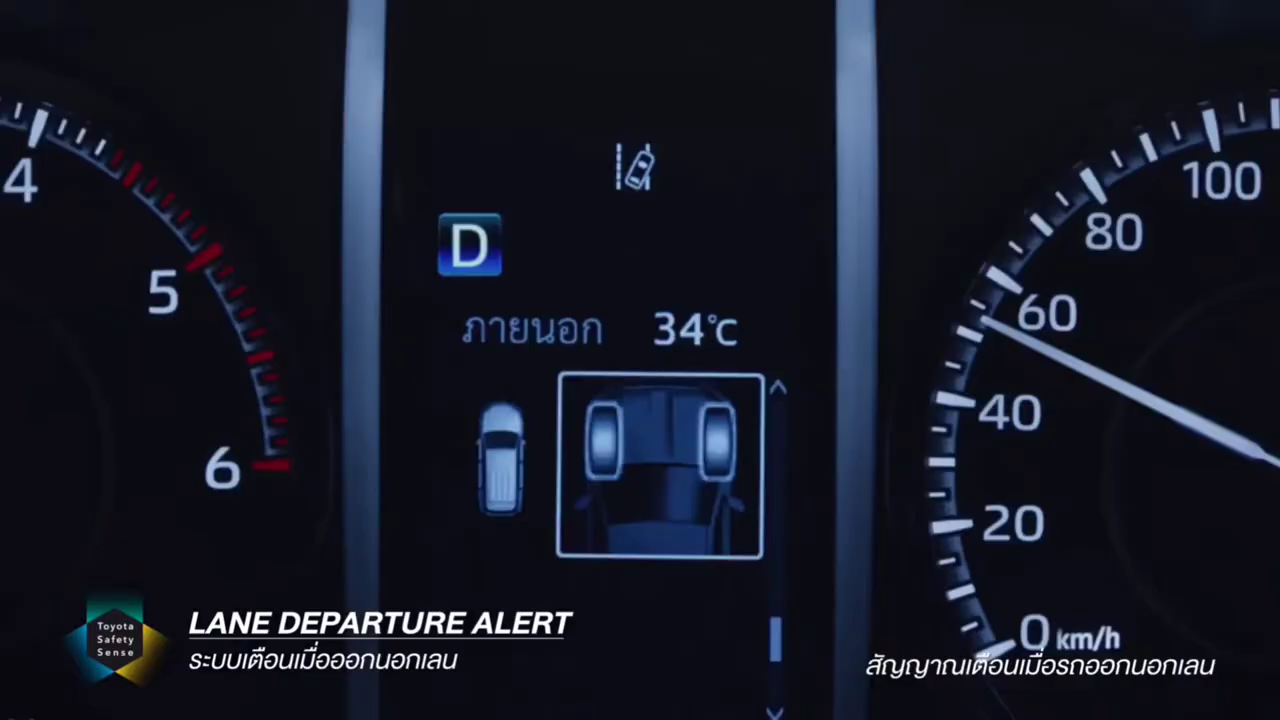 4
5
6
D
ภายนอก 34°C
100
80
60
40
20
0 km/h
Toyota
Safety
Sense
LANE DEPARTURE ALERT
ระบบเตือนเมื่อออกนอกเลน
สัญญาณเตือนเมื่อรถออกนอกเลน